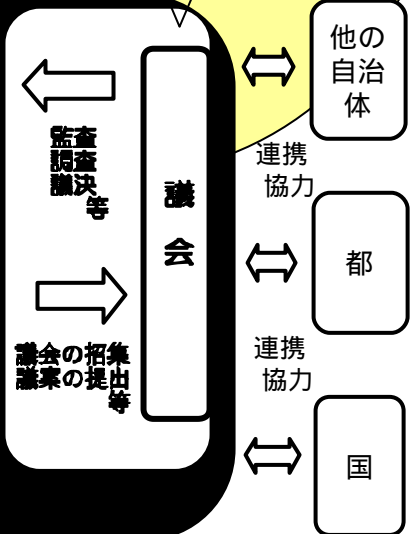 監査
調査
議決
等
議会の招集
議案の提出
等
議会
他の
自治
体
連携
協力
都
連携
協力
国